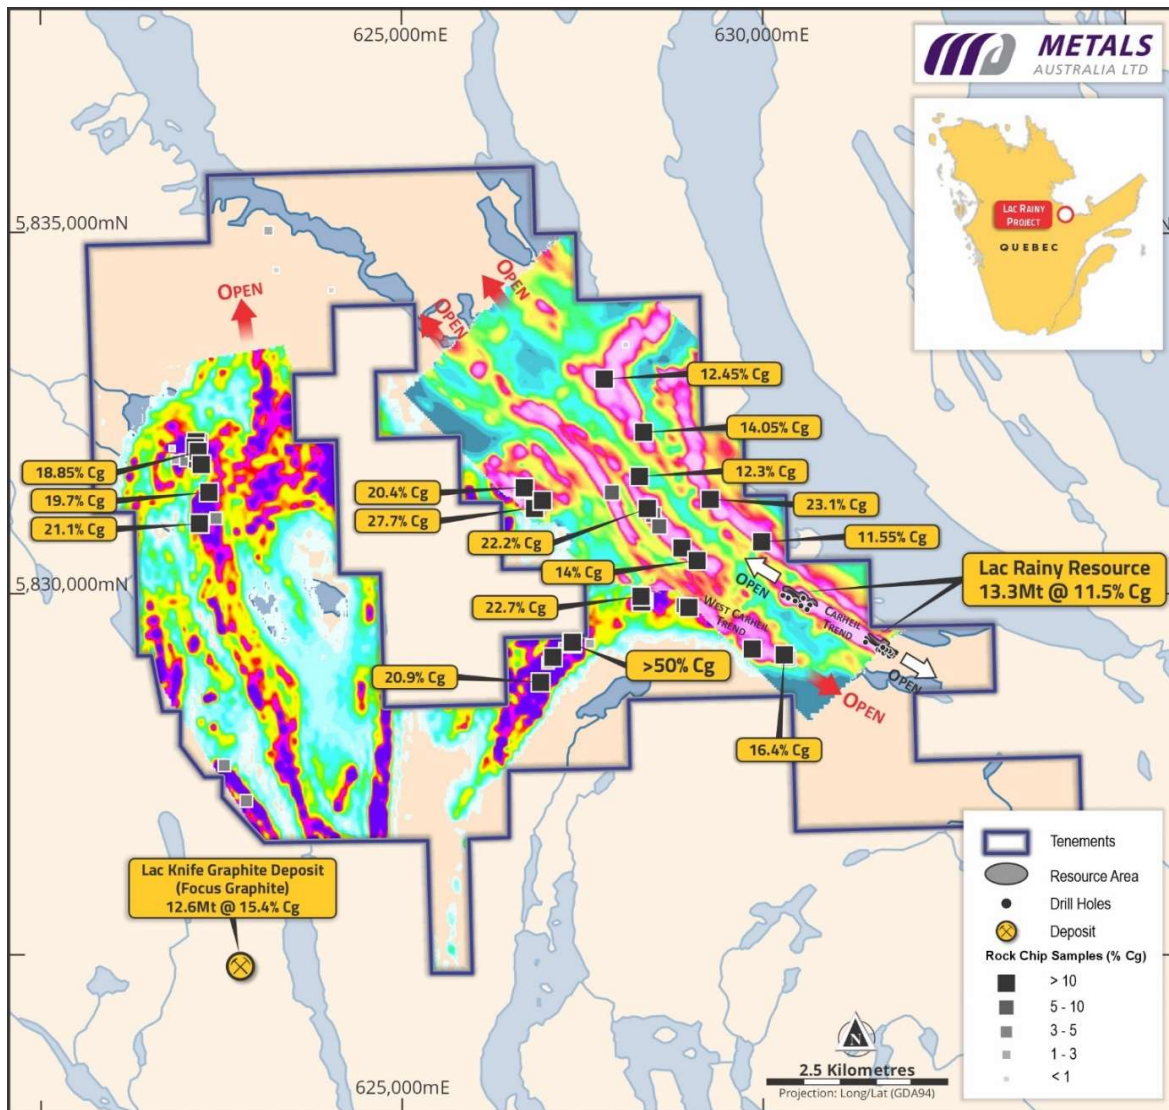 625,000mE
630,000mE
METALS
AUSTRALIA LTD
5,835,000mN
LAC RAINY
PROJECT
QUEBEC
OPEN
OPEN
OPEN
12.45% Cg
14.05% Cg
18.85% Cg
12.3% Cg
20.4% Cg
19.7% Cg
23.1% Cg
27.7% Cg
21.1% Cg
22.2% Cg
11.55% Cg
14% Cg
5,830,000mN
OPEN
Lac Rainy Resource
13.3Mt @ 11.5% Cg
22.7% Cg
WEST CARHEIL
TREND
CARHEIL
TREND
>50% Cg
20.9% Cg
OPEN
OPEN
16.4% Cg
Lac Knife Graphite Deposit
(Focus Graphite)
12.6Mt @ 15.4% Cg
Tenements
Resource Area
Drill Holes
Deposit
Rock Chip Samples (% Cg)
> 10
5 - 10
3 - 5
1 - 3
< 1
N
2.5 Kilometres
Projection: Long/Lat (GDA94)
625,000mE